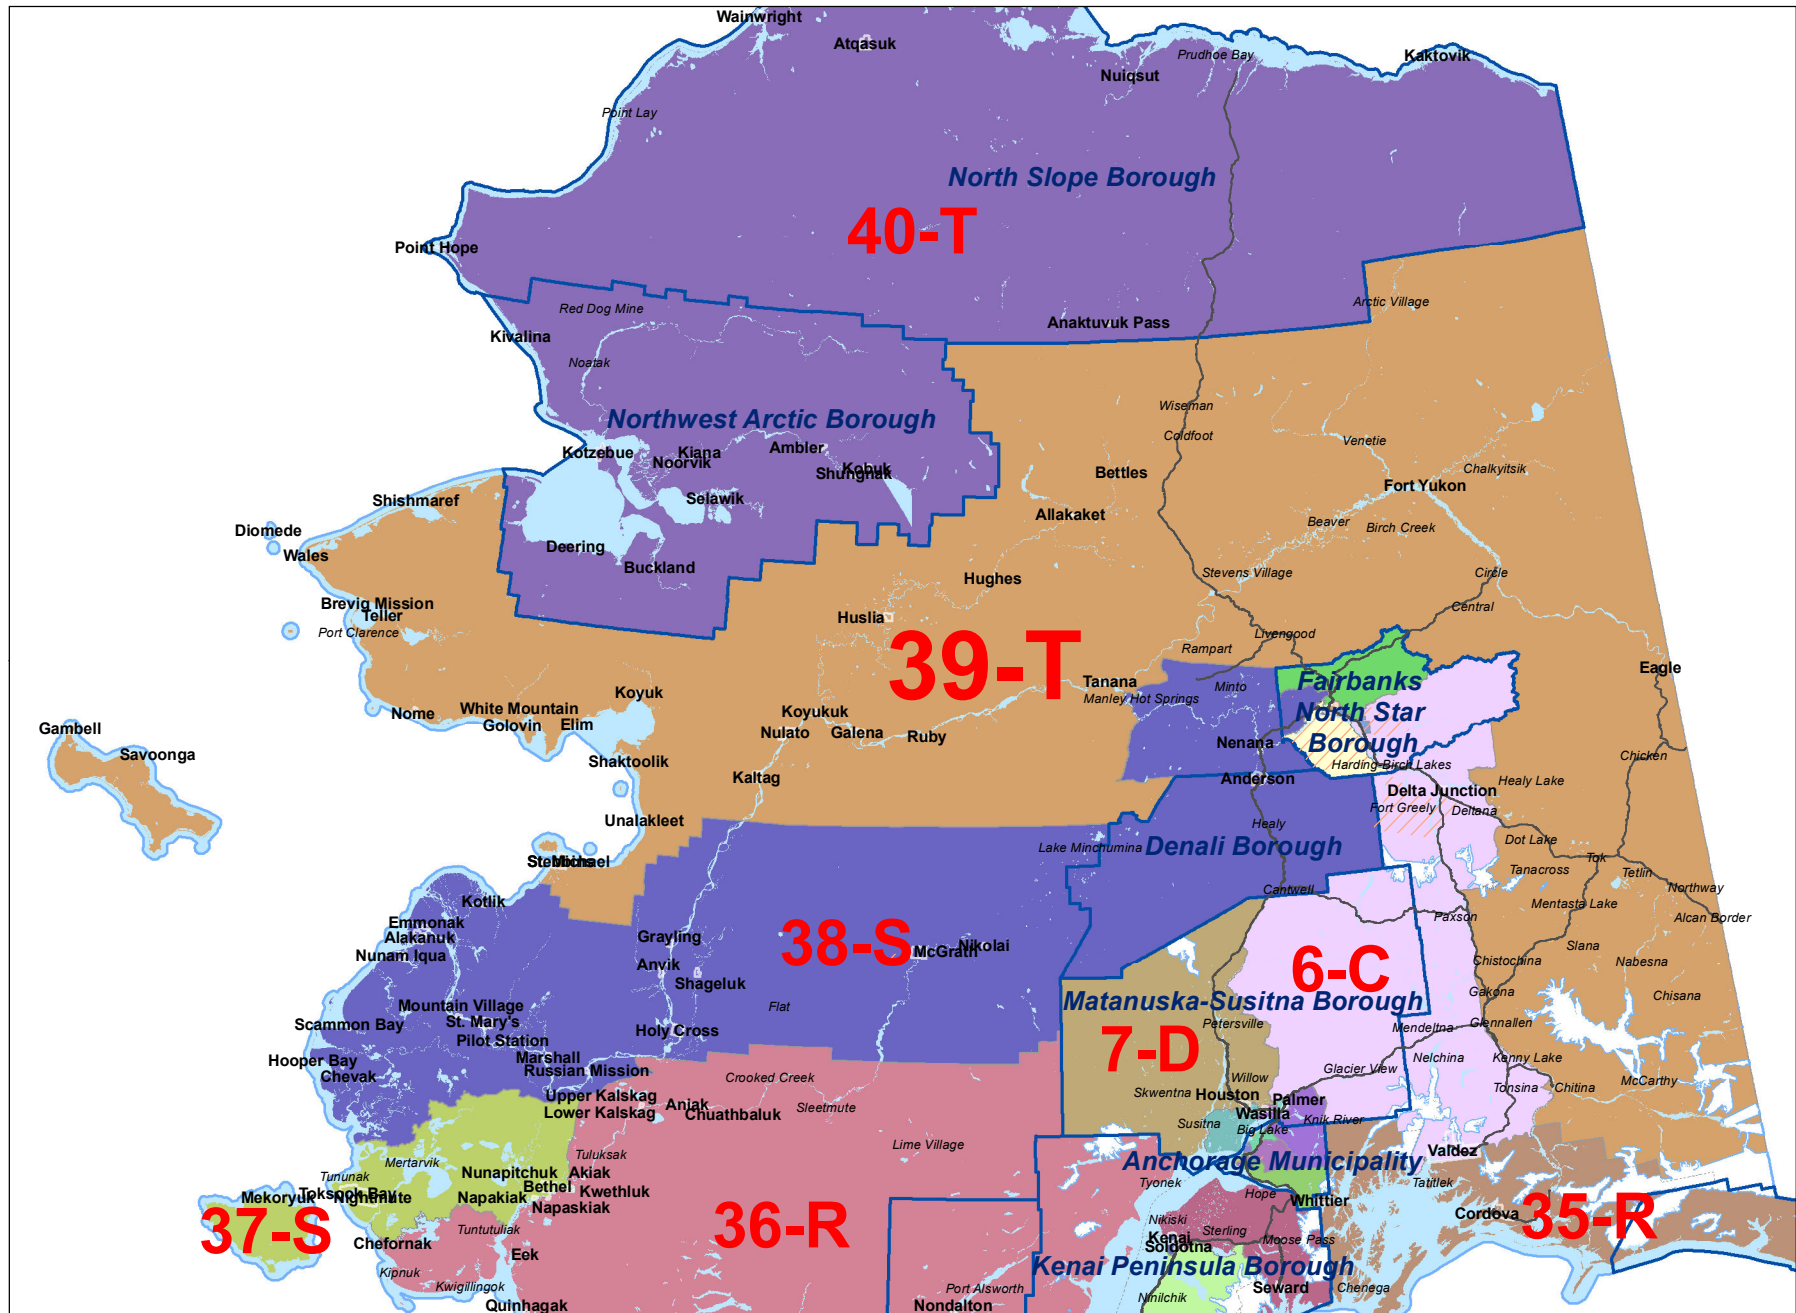 Wainwright
Atqasuk
Prudhoe Bay
Kaktovik
Nuiqsut
Point Lay
North Slope Borough
40-T
Point Hope
Arctic Village
Red Dog Mine
Anaktuvuk Pass
Kivalina
Noatak
Wiseman
Northwest Arctic Borough
Coldfoot
Venetie
Kotzebue
Kiana
Ambler
Noorvik
Kobuk
Shungnak
Bettles
Chalkyitsik
Fort Yukon
Selawik
Shishmaref
Allakaket
Beaver
Birch Creek
Diomede
Wales
Deering
Buckland
Hughes
Stevens Village
Circle
Brevig Mission
Teller
Port Clarence
Huslia
Central
Livengood
39-T
Rampart
Eagle
Tanana
Manley Hot Springs
Minto
Fairbanks
North Star
Borough
Koyuk
White Mountain
Nome
Golovin
Elim
Koyukuk
Nulato
Galena
Ruby
Nenana
Gambell
Savoonga
Shaktoolik
Kaltag
Harding-Birch Lakes
Chicken
Anderson
Healy Lake
Delta Junction
Fort Greely
Deltana
Unalakleet
Healy
Lake Minchumina
Denali Borough
Dot Lake
Stebbins
St. Michael
Tok
Tanacross
Tetlin
Northway
Cantwell
Kotlik
Mentasta Lake
Alcan Border
Paxson
Emmonak
Alakanuk
Nunam Iqua
Grayling
38-S
McGrath
Nikolai
Slana
6-C
Anvik
Chistochina
Nabesna
Shageluk
Gakona
Chisana
Flat
Matanuska-Susitna Borough
Mountain Village
St. Mary's
Scammon Bay
Pilot Station
Holy Cross
Petersville
Mendeltna
Glennallen
7-D
Hooper Bay
Chevak
Marshall
Russian Mission
Nelchina
Kenny Lake
Glacier View
Crooked Creek
Willow
McCarthy
Tonsina
Chitina
Upper Kalskag
Lower Kalskag
Aniak
Chuathbaluk
Sleetmute
Skwentna
Houston
Palmer
Wasilla
Knik River
Susitna
Big Lake
Lime Village
Valdez
Tuluksak
Mertarvik
Anchorage Municipality
Tununak
Nunapitchuk
Akiak
Tyonek
Tatitlek
Toksook Bay
Mekoryuk
Nightmute
Bethel
Kwethluk
Napakiak
Napaskiak
Hope
Whittier
Cordova
37-S
36-R
35-R
Tuntutuliak
Nikiski
Sterling
Kenai
Soldotna
Moose Pass
Chefornak
Eek
Kenai Peninsula Borough
Kipnuk
Kwigillingok
Port Alsworth
Seward
Chenega
Ninilchik
Quinhagak
Nondalton